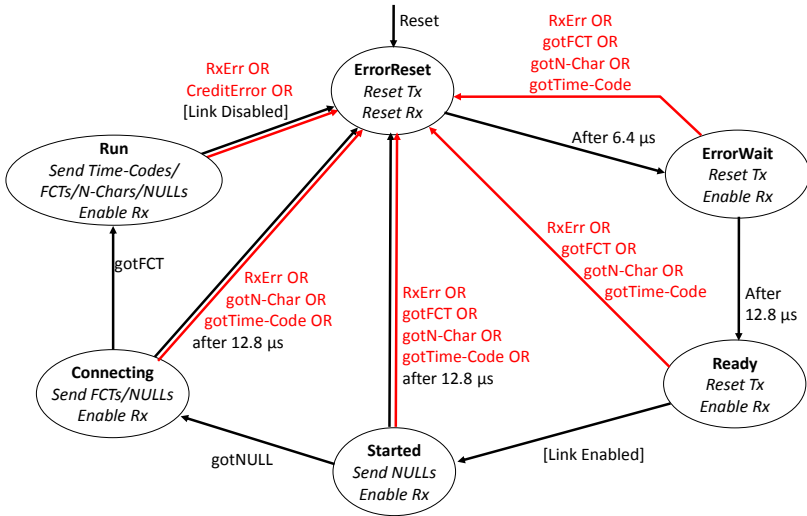 Reset
RxErr OR
gotFCT OR
gotN-Char OR
gotTime-Code
ErrorReset
Reset Tx
Reset Rx
RxErr OR
CreditError OR
[Link Disabled]
After 6.4 µs
Run
Send Time-Codes/
FCTs/N-Chars/NULLs
Enable Rx
ErrorWait
Reset Tx
Enable Rx
gotFCT
RxErr OR
gotN-Char OR
gotTime-Code OR
after 12.8 µs
RxErr OR
gotFCT OR
gotN-Char OR
gotTime-Code OR
after 12.8 µs
RxErr OR
gotFCT OR
gotN-Char OR
gotTime-Code
After
12.8 µs
Connecting
Send FCTs/NULLs
Enable Rx
Ready
Reset Tx
Enable Rx
gotNULL
Started
Send NULLs
Enable Rx
[Link Enabled]